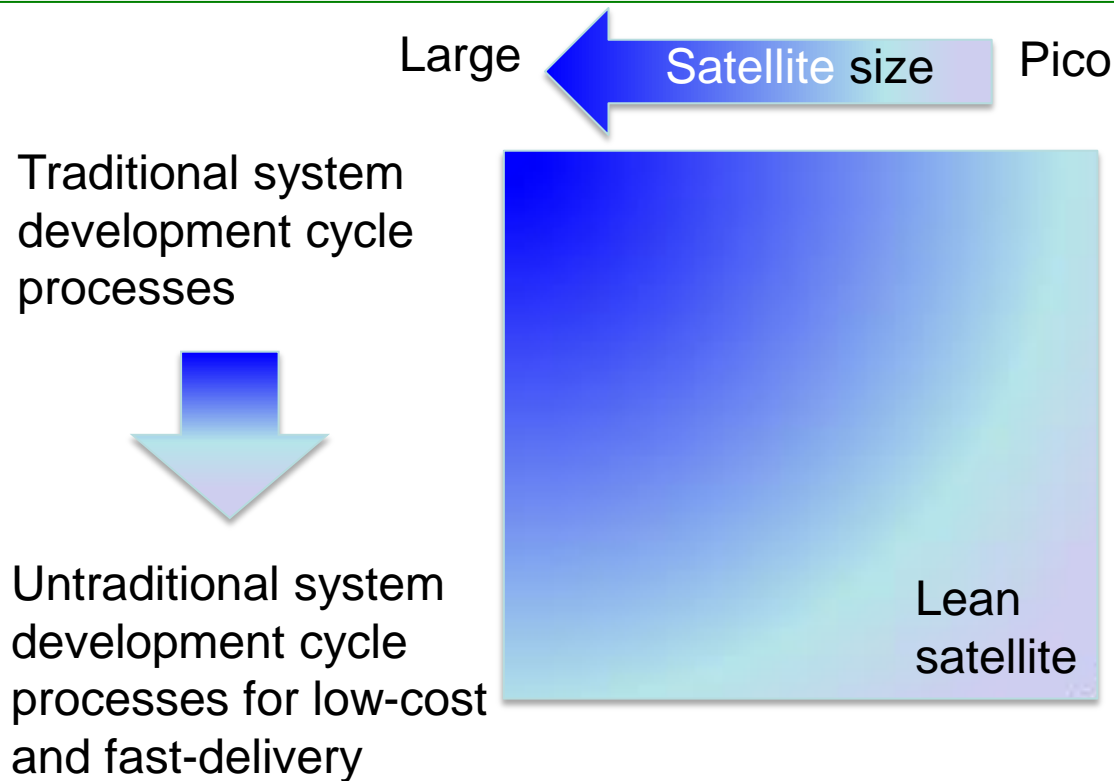 Large
Satellite size
Pico
Traditional system
development cycle
processes
Untraditional system
development cycle
processes for low-cost
and fast-delivery
Lean
satellite